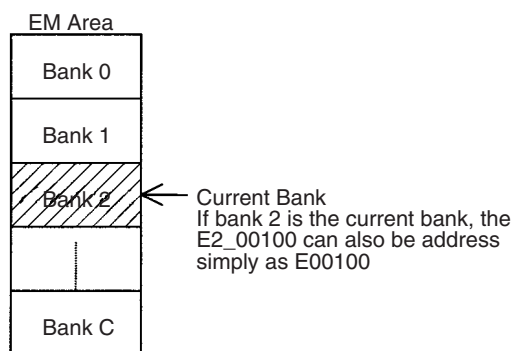 EM Area
Bank 0
Bank 1
Bank 2
Current Bank
If bank 2 is the current bank, the
E2_00100 can also be address
simply as E00100
Bank C